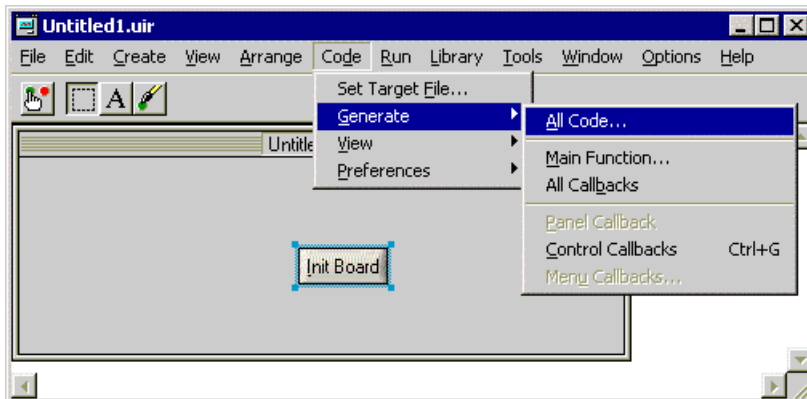 Untitled1.uir
File Edit Create View Arrange Code Run Library Tools Window Options Help
A
Set Target File...
Generate
View
Preferences
All Code...
Main Function...
All Callbacks
Panel Callback
Control Callbacks Ctrl+G
Menu Callbacks...
Untitle
Init Board